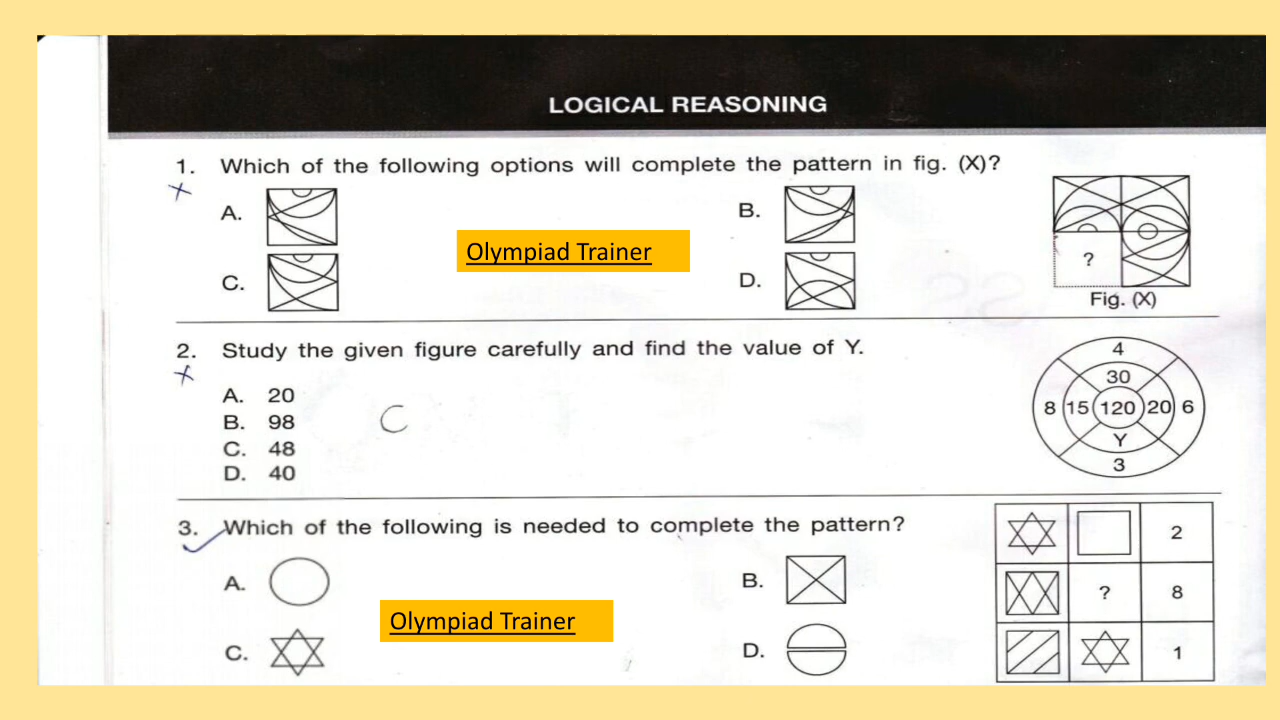 LOGICAL REASONING
1. Which of the following options will complete the pattern in fig. (X)?
A.
B.
Olympiad Trainer
C.
D.
?
Fig. (X)
2. Study the given figure carefully and find the value of Y.
A. 20
B. 98
C. 48
D. 40
C
4
30
8 15 120 20 6
Y
3
3. Which of the following is needed to complete the pattern?
A.
B.
Olympiad Trainer
C.
D.
2
? 8
1